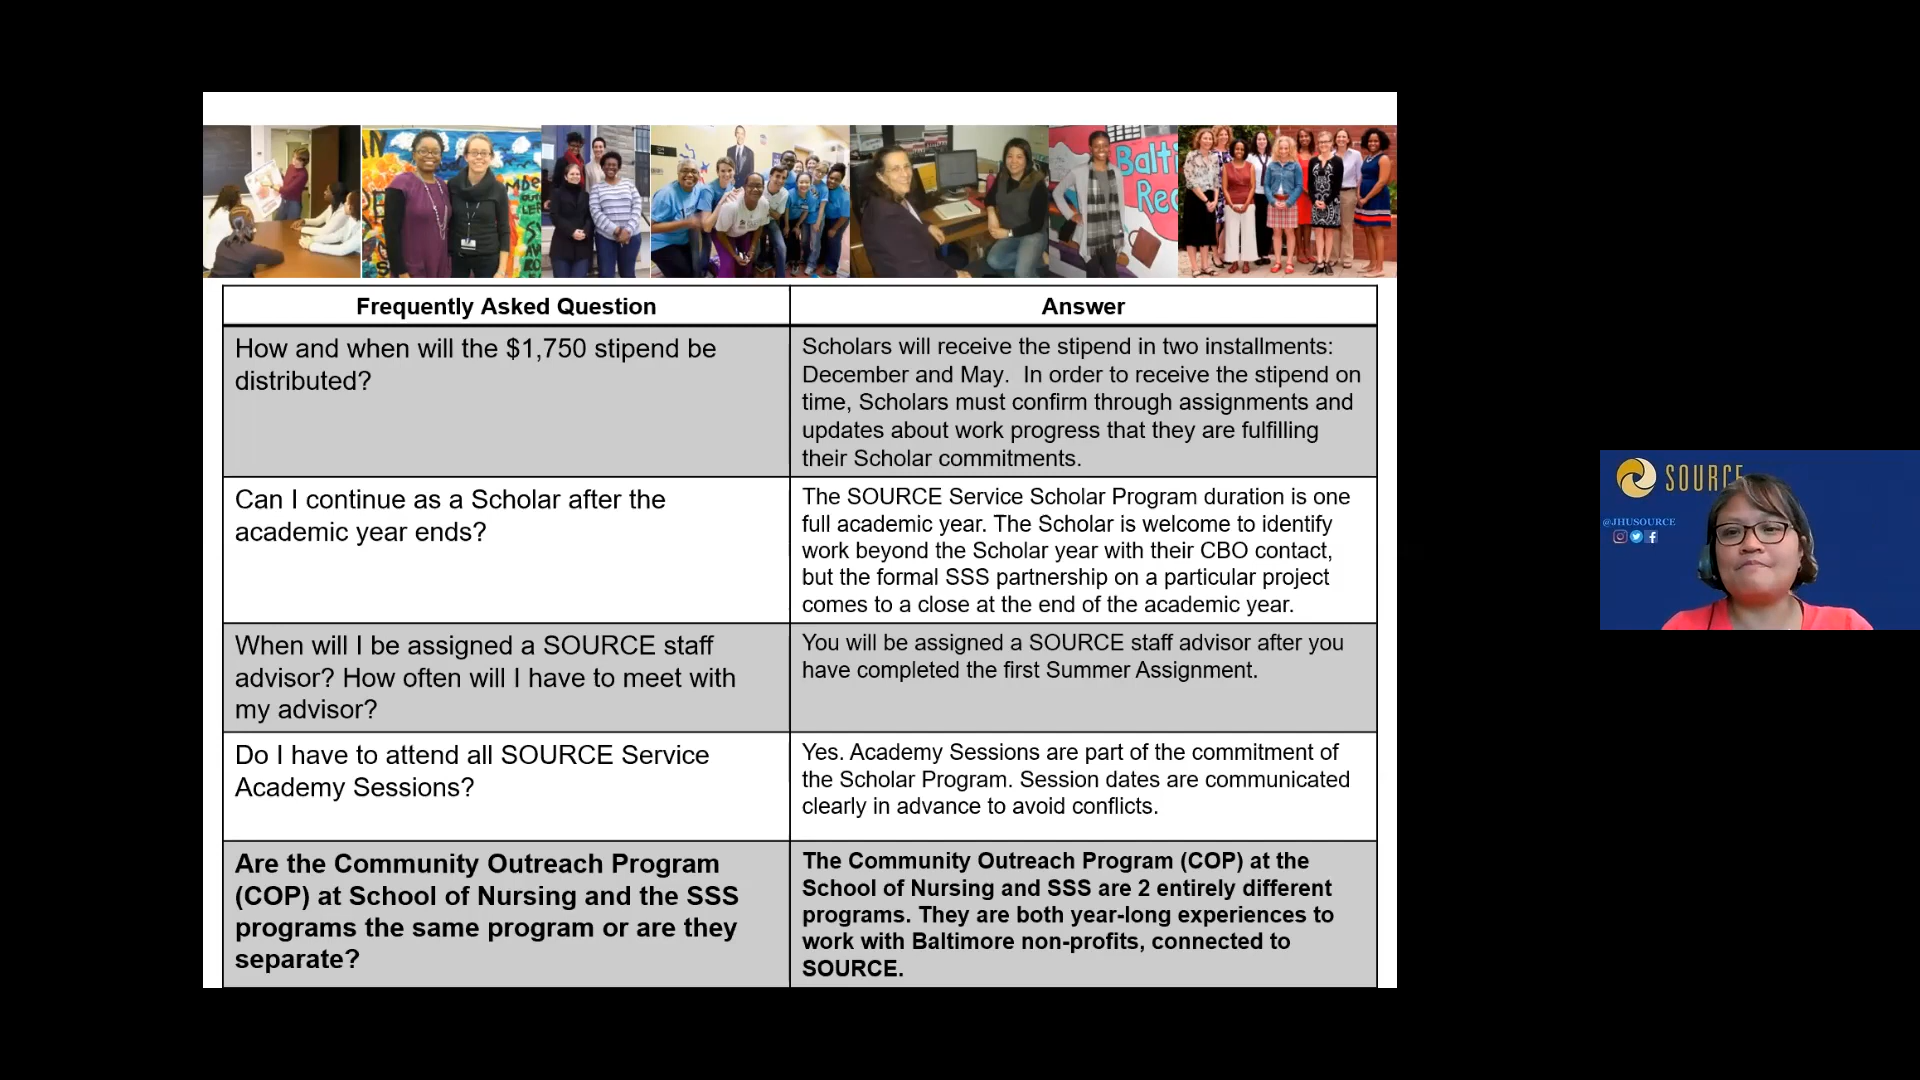 Balti
Rec
Frequently Asked Question
Answer
How and when will the $1,750 stipend be
distributed?
Scholars will receive the stipend in two installments:
December and May.  In order to receive the stipend on
time, Scholars must confirm through assignments and
updates about work progress that they are fulfilling
their Scholar commitments.
Can I continue as a Scholar after the
academic year ends?
The SOURCE Service Scholar Program duration is one
full academic year. The Scholar is welcome to identify
work beyond the Scholar year with their CBO contact,
but the formal SSS partnership on a particular project
comes to a close at the end of the academic year.
When will I be assigned a SOURCE staff
advisor? How often will I have to meet with
my advisor?
You will be assigned a SOURCE staff advisor after you
have completed the first Summer Assignment.
Do I have to attend all SOURCE Service
Academy Sessions?
Yes. Academy Sessions are part of the commitment of
the Scholar Program. Session dates are communicated
clearly in advance to avoid conflicts.
Are the Community Outreach Program
(COP) at School of Nursing and the SSS
programs the same program or are they
separate?
The Community Outreach Program (COP) at the
School of Nursing and SSS are 2 entirely different
programs. They are both year-long experiences to
work with Baltimore non-profits, connected to
SOURCE.
SOURCE
@JHUSOURCE